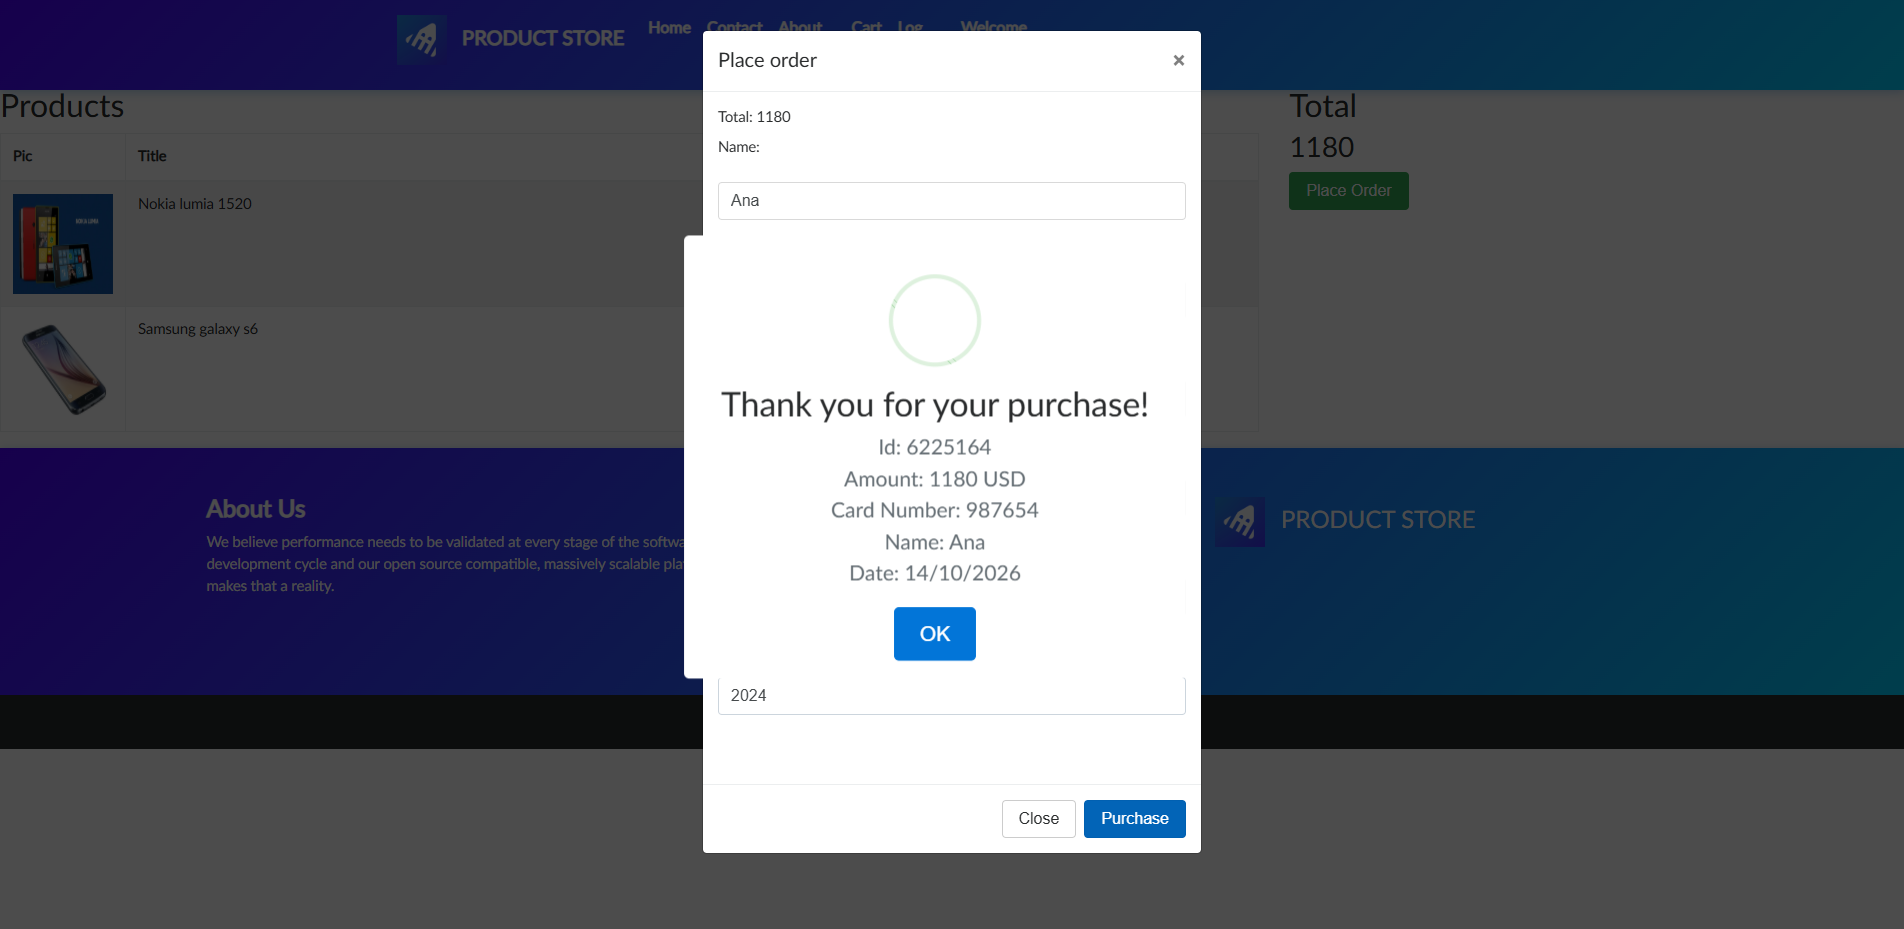 PRODUCT STORE
Home Contact About Cart Log Welcome
Place order
×
Total: 1180
Name:
Ana
Products
Pic Title
Nokia lumia 1520
Samsung galaxy s6
Total
1180
Place Order
Thank you for your purchase!
Id: 6225164
Amount: 1180 USD
Card Number: 987654
Name: Ana
Date: 14/10/2026
OK
2024
Close Purchase
About Us
We believe performance needs to be validated at every stage of the softwa
development cycle and our open source compatible, massively scalable pla
makes that a reality.
PRODUCT STORE